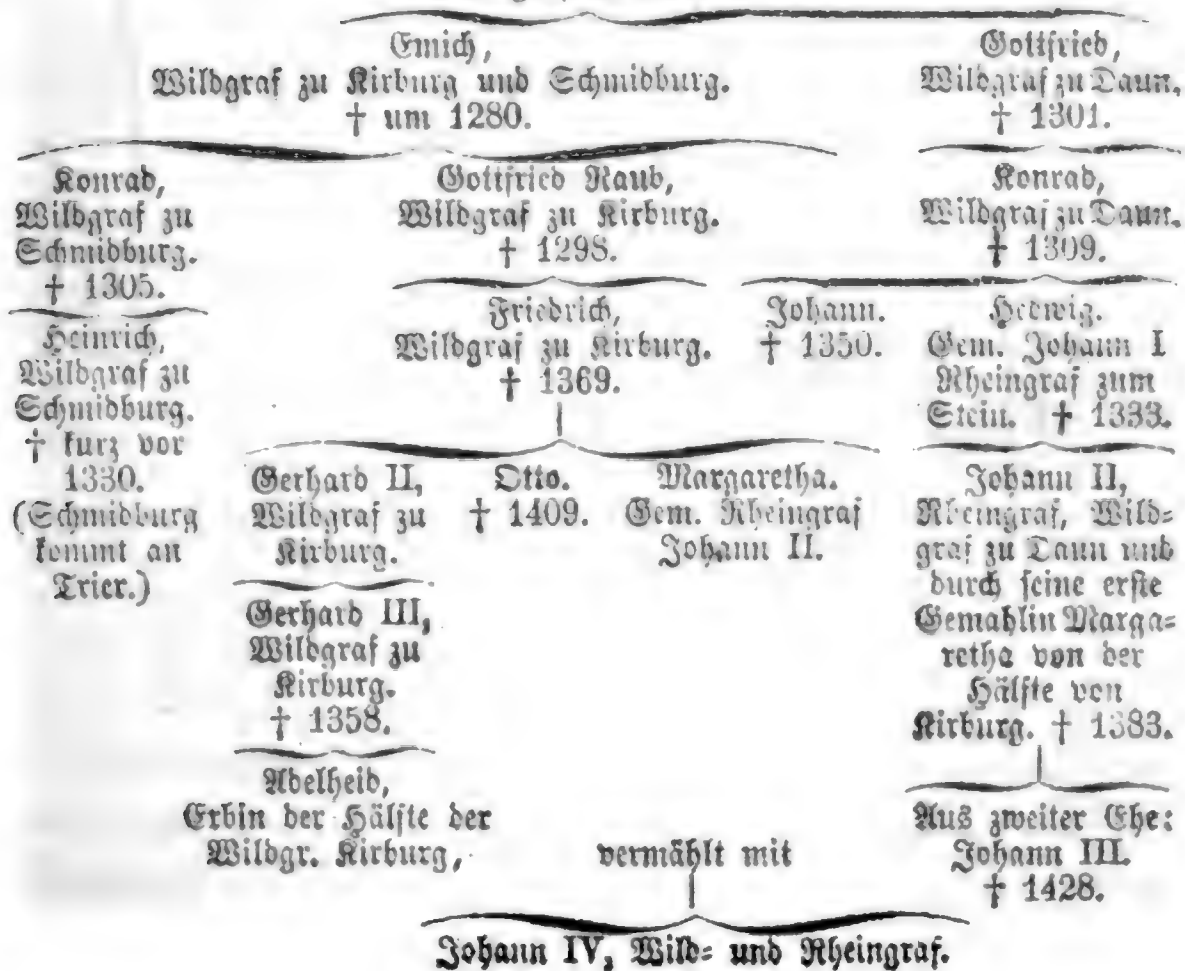 Emich,
Wildgraf zu Kirburg und Schmidburg.
† um 1280.
Gottfried,
Wildgraf zu Daun.
† 1301.
Konrad,
Wildgraf zu
Schmidburg.
† 1305.
Gottfried Raub,
Wildgraf zu Kirburg.
† 1298.
Konrad,
Wildgraf zu Daun.
† 1309.
Heinrich,
Wildgraf zu
Schmidburg.
† kurz vor
1330.
(Schmidburg
kommt an
Trier.)
Friedrich,
Wildgraf zu Kirburg.
† 1369.
Johann.
† 1350.
Hedwig.
Gem. Johann I
Rheingraf zum
Stein. † 1333.
Gerhard II,
Wildgraf zu
Kirburg.
Otto.
† 1409.
Margaretha.
Gem. Rheingraf
Johann II.
Johann II,
Rheingraf, Wild=
graf zu Daun und
durch seine erste
Gemahlin Marga=
retha von der
Hälfte von
Kirburg. † 1383.
Gerhard III,
Wildgraf zu
Kirburg.
† 1358.
Adelheid,
Erbin der Hälfte der
Wildgr. Kirburg,
vermählt mit
Aus zweiter Ehe:
Johann III.
† 1428.
Johann IV, Wild= und Rheingraf.